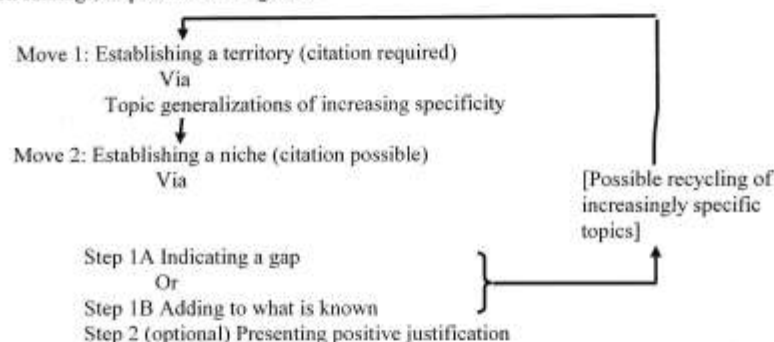 Move 1: Establishing a territory (citation required)
Via
Topic generalizations of increasing specificity
Move 2: Establishing a niche (citation possible)
Via
[Possible recycling of
increasingly specific
topics]
Step 1A Indicating a gap
Or
Step 1B Adding to what is known
Step 2 (optional) Presenting positive justification